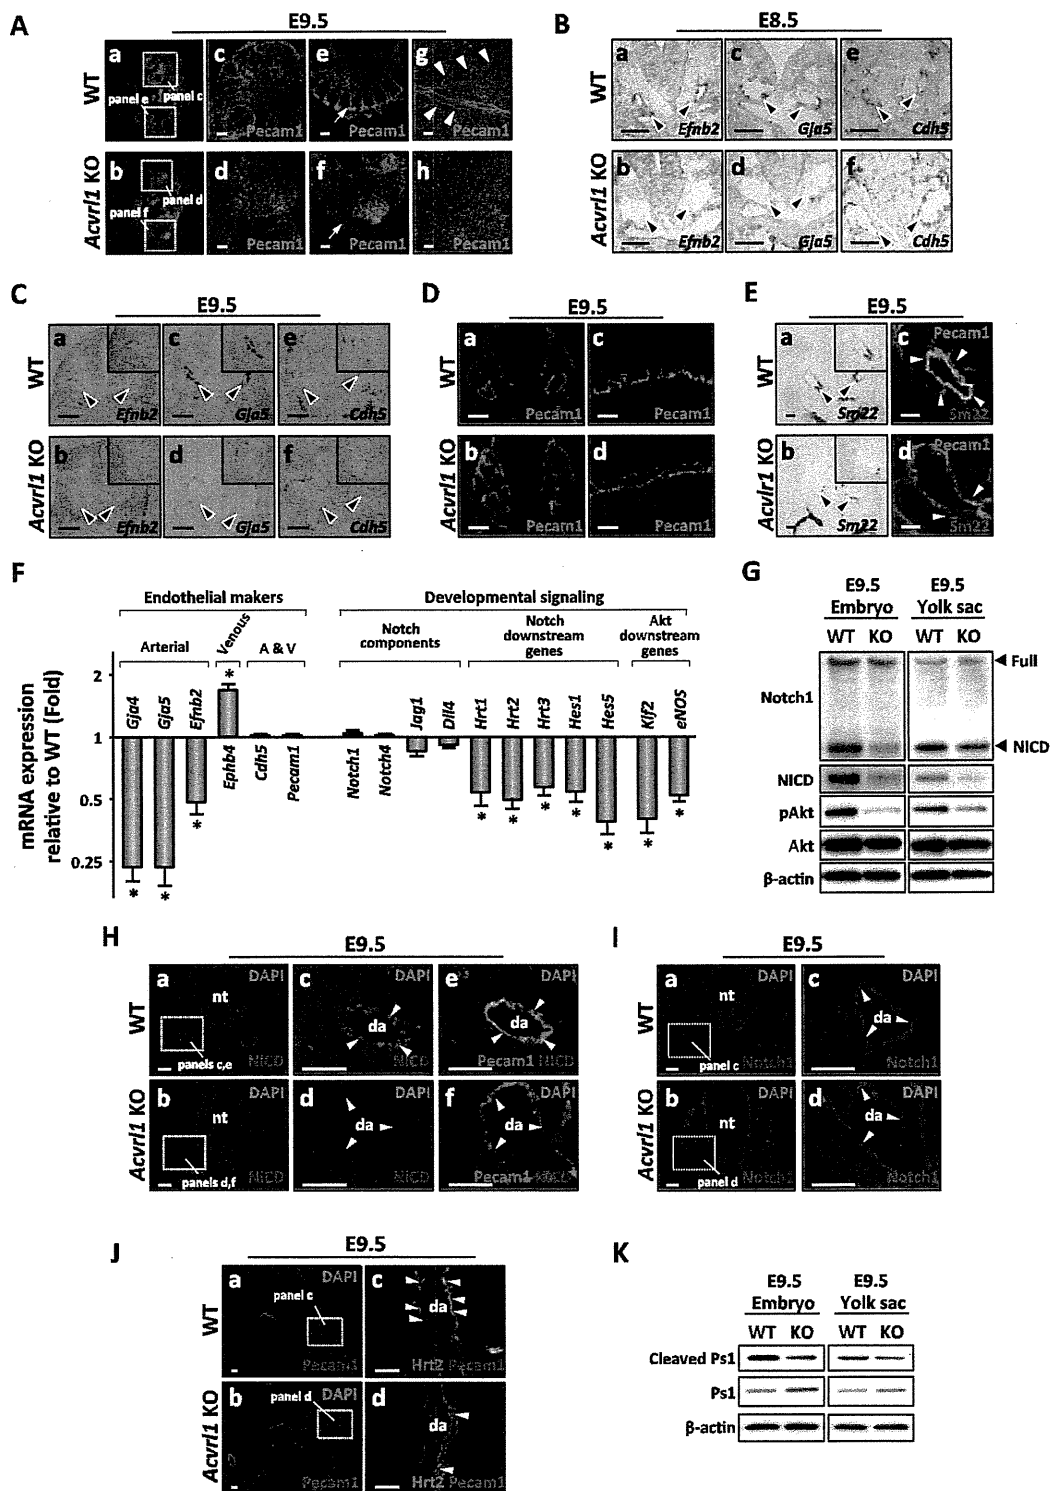 A
E9.5
WT
a
panel e
panel c
c
Pecam1
e
Pecam1
g
Pecam1
Acvrl1 KO
b
panel d
panel f
d
Pecam1
f
Pecam1
h
Pecam1
B
E8.5
WT
a
Efnb2
c
Gja5
e
Cdh5
Acvrl1 KO
b
Efnb2
d
Gja5
f
Cdh5
C
E9.5
WT
a
Efnb2
c
Gja5
e
Cdh5
Acvrl1 KO
b
Efnb2
d
Gja5
f
Cdh5
D
E9.5
WT
a
Pecam1
c
Pecam1
Acvrl1 KO
b
Pecam1
d
Pecam1
E
E9.5
WT
a
Sm22
c
Pecam1
Sm22
Acvlr1 KO
b
Sm22
d
Pecam1
Sm22
F
Endothelial makers
Developmental signaling
Arterial
Venous
A & V
Notch components
Notch downstream genes
Akt downstream genes
mRNA expression
relative to WT (Fold)
2
1
0.5
0.25
Gja4
Gja5
Efnb2
Ephb4
Cdh5
Pecam1
Notch1
Notch4
Jag1
Dll4
Hrt1
Hrt2
Hrt3
Hes1
Hes5
Klf2
eNOS
* * * * * * * * * * *
G
E9.5 Embryo
E9.5 Yolk sac
WT KO WT KO
Notch1
Full
NICD
NICD
pAkt
Akt
β-actin
H
E9.5
WT
a
DAPI
nt
NICD
panels c,e
c
DAPI
da
NICD
e
DAPI
da
Pecam1 NICD
Acvrl1 KO
b
DAPI
nt
NICD
panels d,f
d
DAPI
da
NICD
f
DAPI
da
Pecam1 NICD
I
E9.5
WT
a
DAPI
nt
panel c
Notch1
c
DAPI
da
Notch1
Acvrl1 KO
b
DAPI
nt
panel d
Notch1
d
DAPI
da
Notch1
J
E9.5
WT
a
DAPI
panel c
Pecam1
c
da
Hrt2 Pecam1
Acvrl1 KO
b
DAPI
panel d
Pecam1
d
da
Hrt2 Pecam1
K
E9.5 Embryo
E9.5 Yolk sac
WT KO WT KO
Cleaved Ps1
Ps1
β-actin